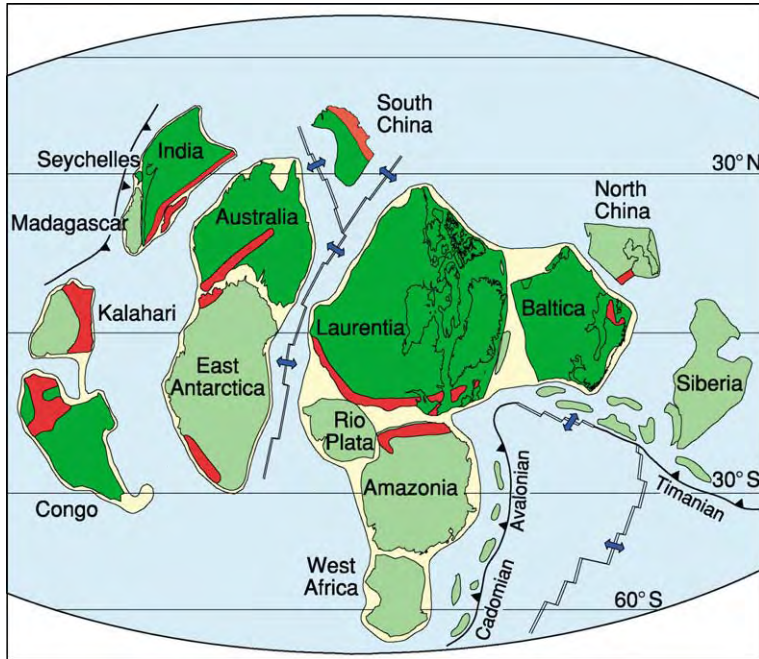 South
China
Seychelles
India
30° N
North
China
Madagascar
Australia
Kalahari
Laurentia
Baltica
East
Antarctica
Siberia
Rio
Plata
Amazonia
Avalonian
30° S
Timanian
Congo
West
Africa
Cadomian
60° S